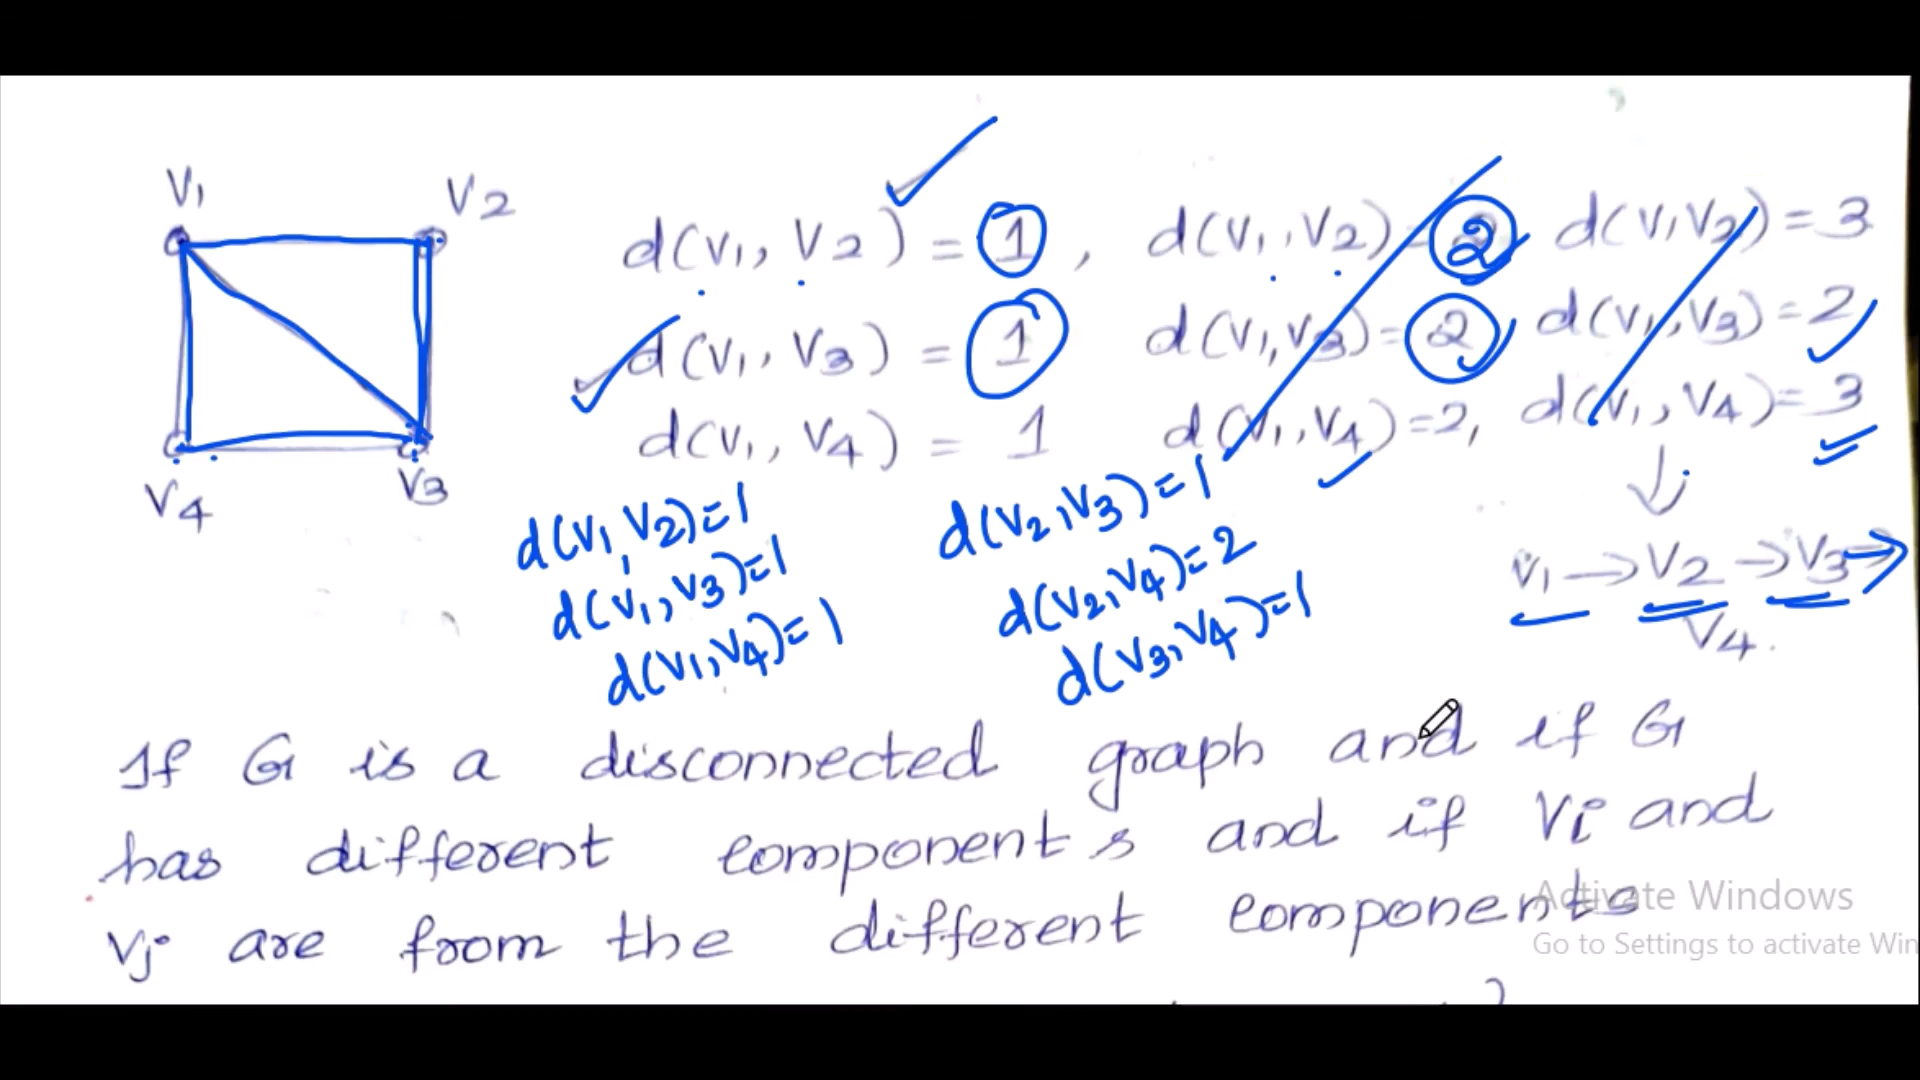 V1
V2
d(V1, V2) = 1 , d(V1, V2) = 2 d(V1V2) = 3
d(V1, V3) = 1 d(V1, V3) = 2 d(V1, V3) = 2
d(V1, V4) = 1 d(V1, V4) = 2, d(V1, V4) = 3
V4
V3
d(V1, V2) = 1 d(V2, V3) = 1
d(V1, V3) = 1 d(V2, V4) = 2
d(V1, V4) = 1 d(V3, V4) = 1
V1 → V2 → V3 →
V4.
If G is a disconnected graph and if G
has different components and if Vi and
Vj are from the different components
Activate Windows
Go to Settings to activate Win